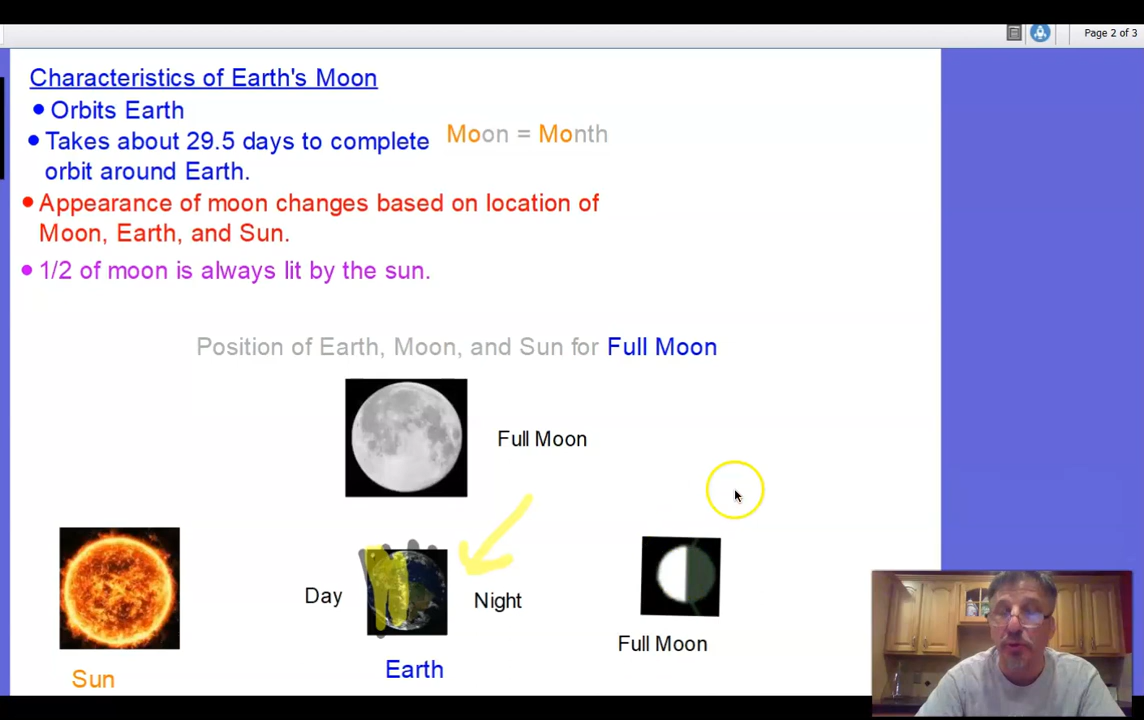 Page 2 of 3
Characteristics of Earth's Moon
• Orbits Earth
• Takes about 29.5 days to complete
orbit around Earth.
Moon = Month
• Appearance of moon changes based on location of
Moon, Earth, and Sun.
• 1/2 of moon is always lit by the sun.
Position of Earth, Moon, and Sun for Full Moon
Full Moon
Day
Night
Full Moon
Earth
Sun